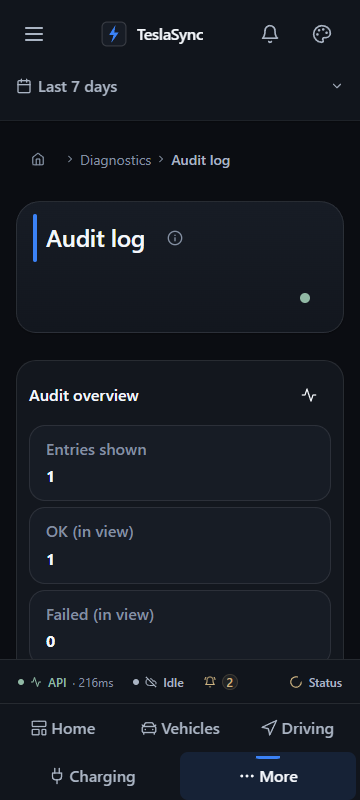 TeslaSync
Last 7 days
Diagnostics Audit log
Audit log
Audit overview
Entries shown
1
OK (in view)
1
Failed (in view)
0
API · 216ms Idle 2 Status
Home Vehicles Driving
Charging More